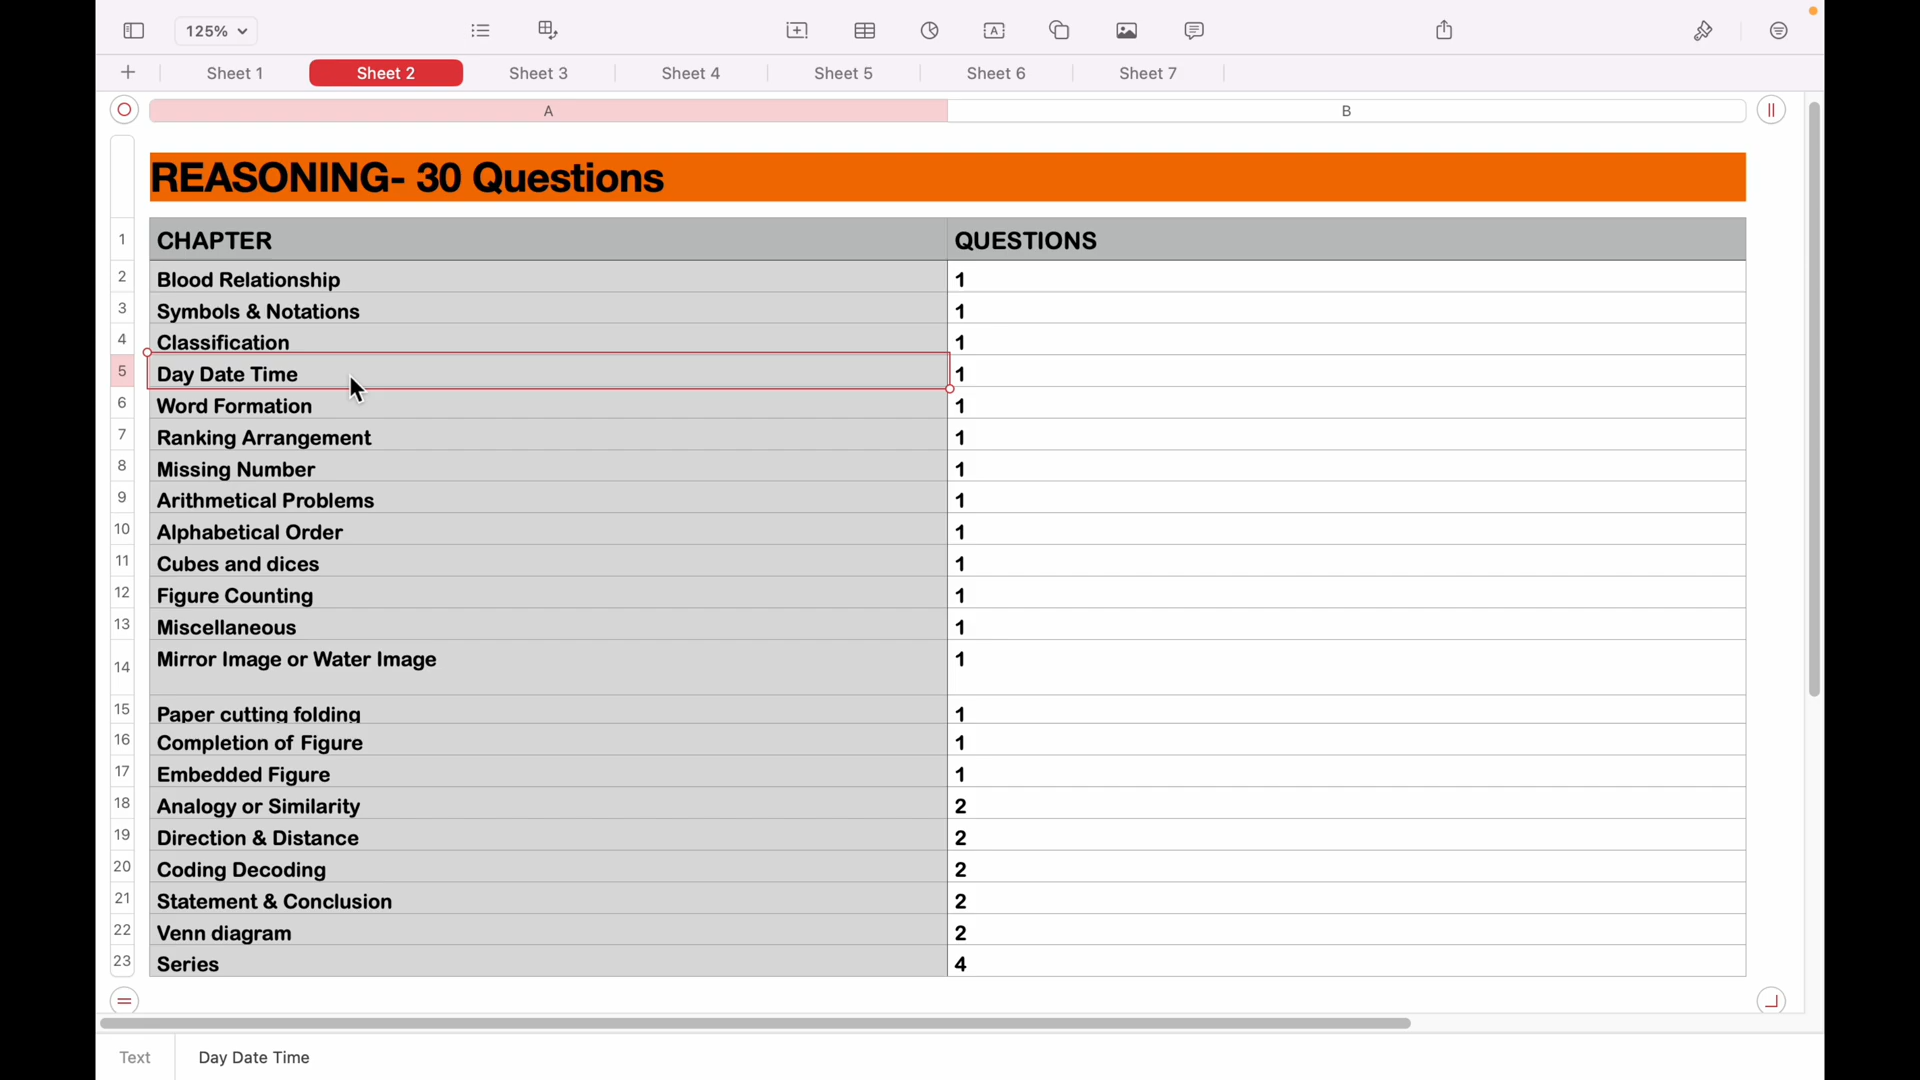 125%
Sheet 1 Sheet 2 Sheet 3 Sheet 4 Sheet 5 Sheet 6 Sheet 7
A B
REASONING- 30 Questions
1 CHAPTER QUESTIONS
2 Blood Relationship 1
3 Symbols & Notations 1
4 Classification 1
5 Day Date Time 1
6 Word Formation 1
7 Ranking Arrangement 1
8 Missing Number 1
9 Arithmetical Problems 1
10 Alphabetical Order 1
11 Cubes and dices 1
12 Figure Counting 1
13 Miscellaneous 1
14 Mirror Image or Water Image 1
15 Paper cutting folding 1
16 Completion of Figure 1
17 Embedded Figure 1
18 Analogy or Similarity 2
19 Direction & Distance 2
20 Coding Decoding 2
21 Statement & Conclusion 2
22 Venn diagram 2
23 Series 4
Text Day Date Time